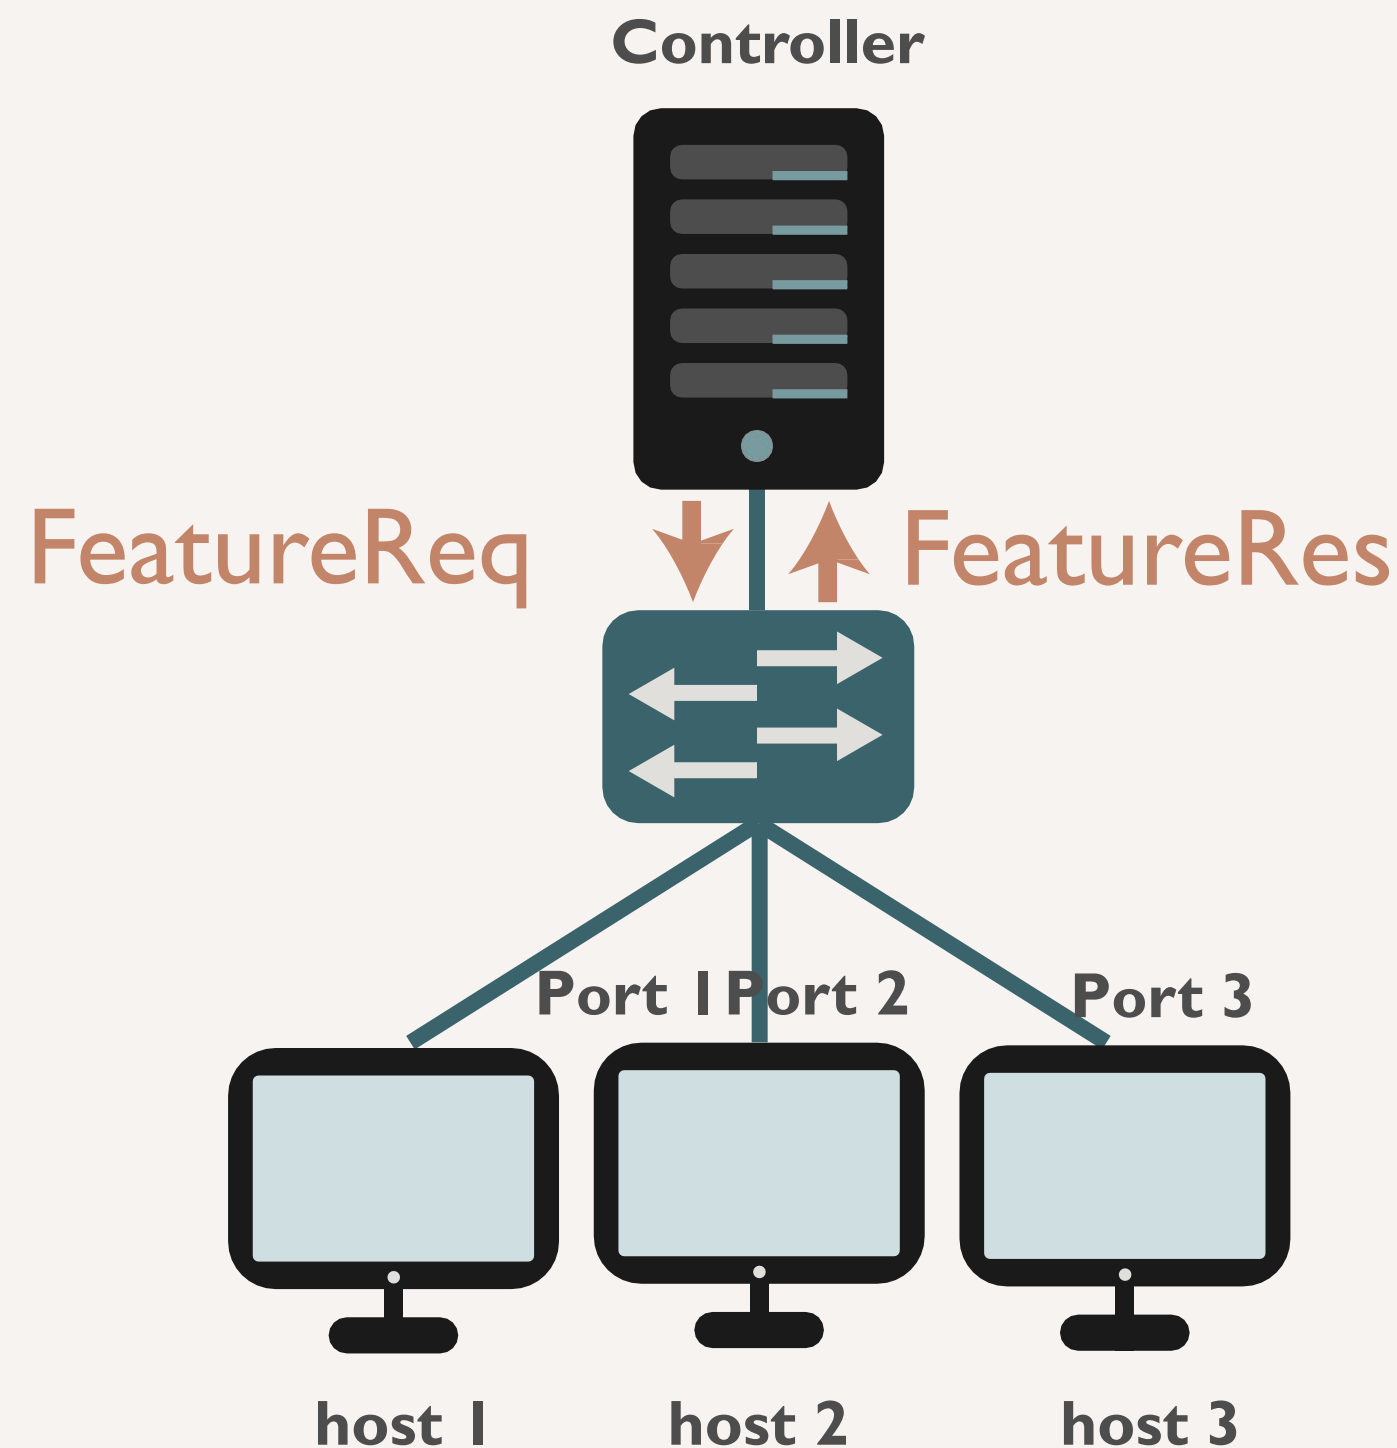 Controller
FeatureReq
FeatureRes
Port 1
Port 2
Port 3
host 1
host 2
host 3